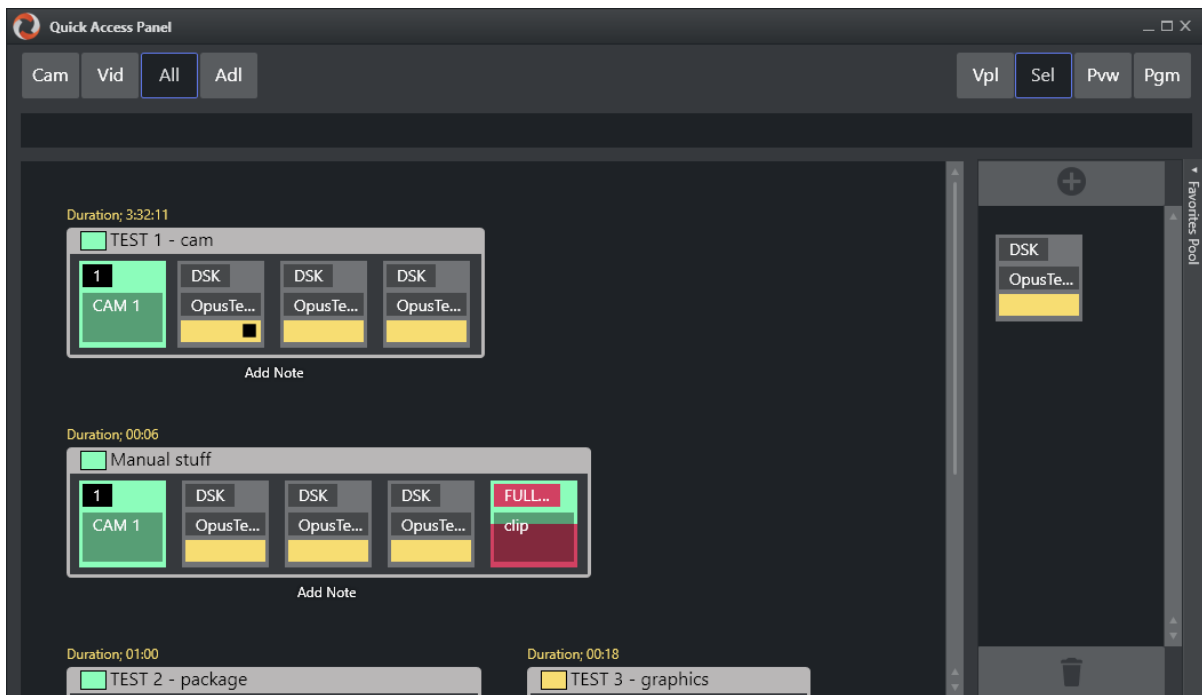 Quick Access Panel
Cam Vid All Adl Vpl Sel Pvw Pgm
Favorites Pool
Duration; 3:32:11
TEST 1 - cam
1 DSK DSK DSK
CAM 1 OpusTe... OpusTe... OpusTe...
Add Note
DSK
OpusTe...
Duration; 00:06
Manual stuff
1 DSK DSK DSK FULL...
CAM 1 OpusTe... OpusTe... OpusTe... clip
Add Note
Duration; 01:00 Duration; 00:18
TEST 2 - package TEST 3 - graphics